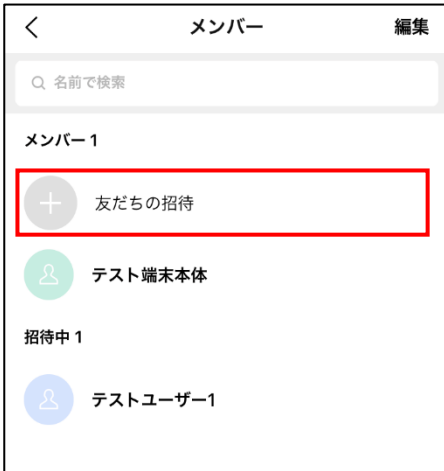 メンバー
編集
名前で検索
メンバー 1
友だちの招待
テスト端末本体
招待中 1
テストユーザー1